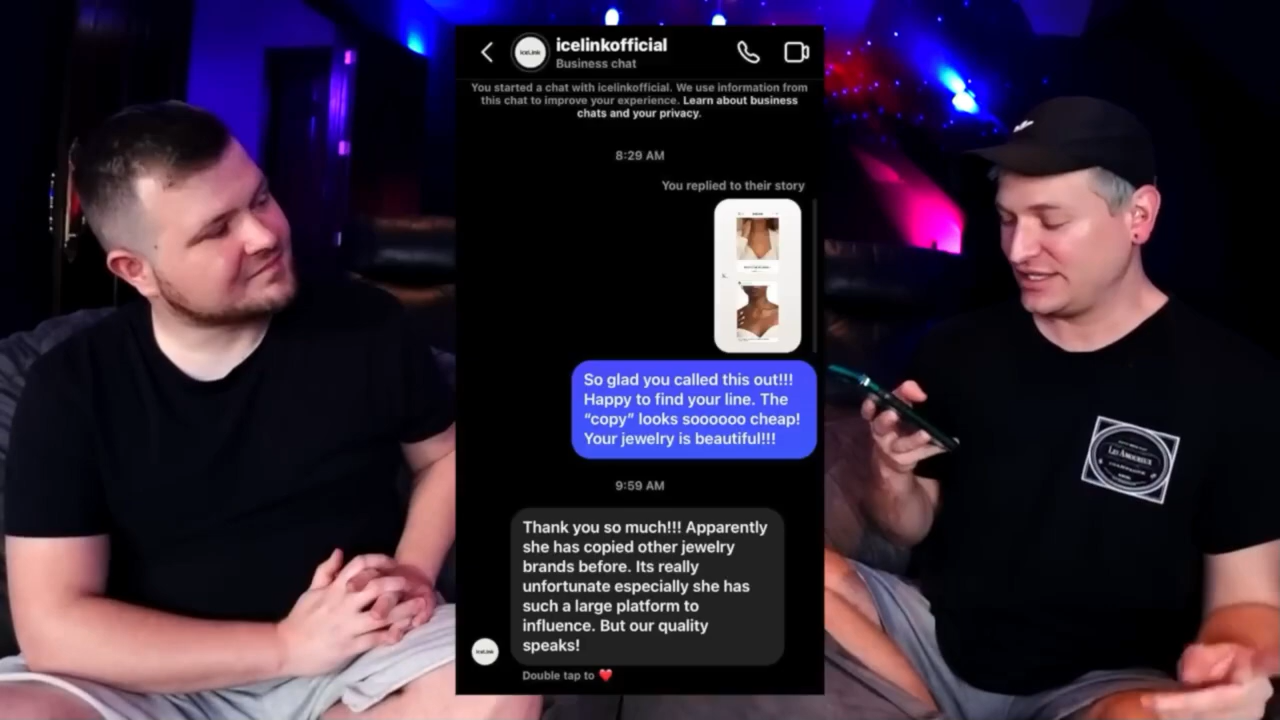 icelinkofficial
Business chat
You started a chat with icelinkofficial. We use information from
this chat to improve your experience. Learn about business
chats and your privacy.
8:29 AM
You replied to their story
So glad you called this out!!!
Happy to find your line. The
“copy” looks soooooo cheap!
Your jewelry is beautiful!!!
9:59 AM
Thank you so much!!! Apparently
she has copied other jewelry
brands before. Its really
unfortunate especially she has
such a large platform to
influence. But our quality
speaks!
Double tap to ❤️
LES AMOUREUX
CHAMPAGNE